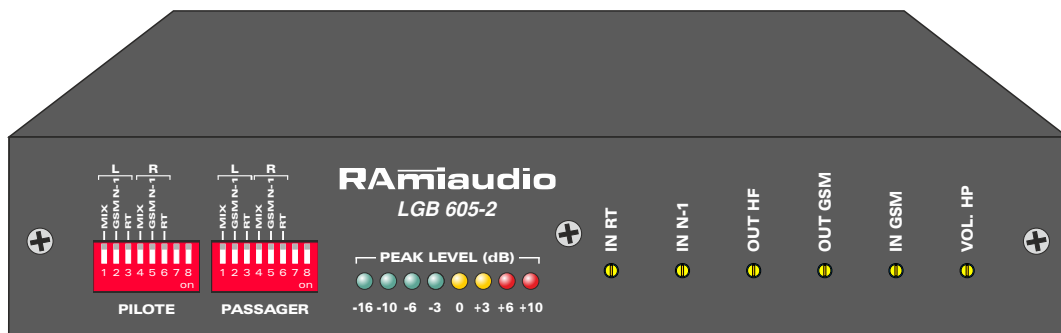 L R
MIX
GSM N-1
RT
MIX
GSM N-1
RT
1 2 3 4 5 6 7 8
on
PILOTE
L R
MIX
GSM N-1
RT
MIX
GSM N-1
RT
1 2 3 4 5 6 7 8
on
PASSAGER
RAmiaudio
LGB 605-2
PEAK LEVEL (dB)
-16 -10 -6 -3 0 +3 +6 +10
IN RT
IN N-1
OUT HF
OUT GSM
IN GSM
VOL. HP